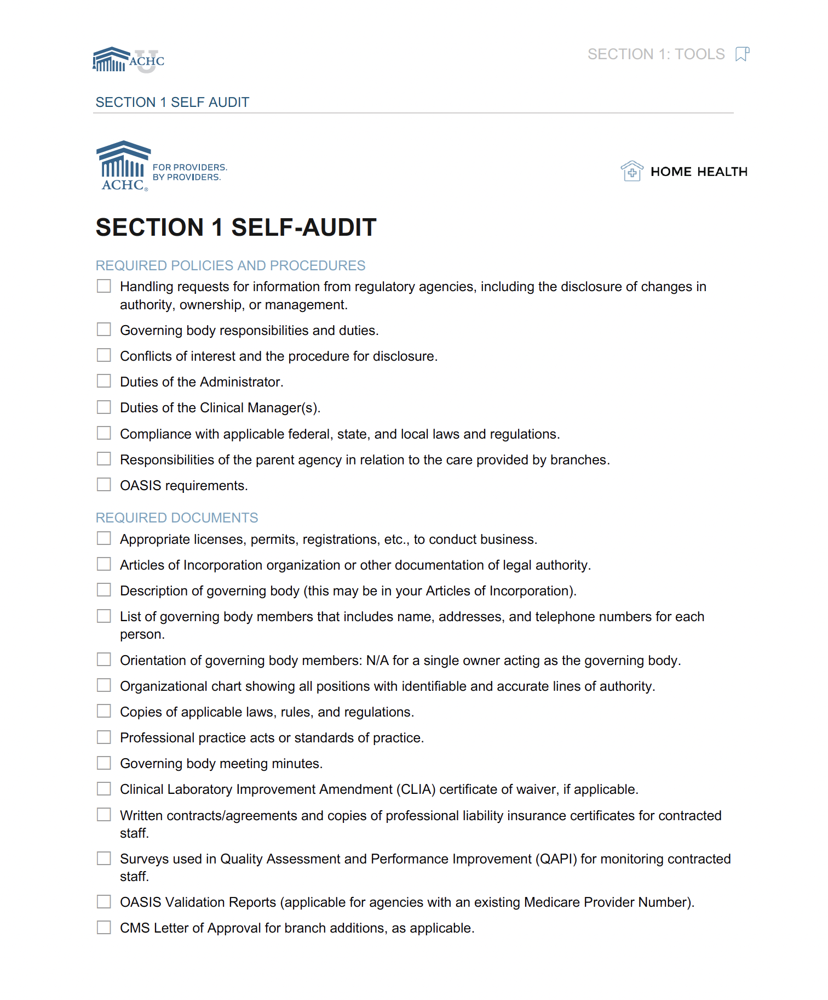 ACHC U
SECTION 1: TOOLS
SECTION 1 SELF AUDIT
ACHC®
FOR PROVIDERS.
BY PROVIDERS.
HOME HEALTH
SECTION 1 SELF-AUDIT
REQUIRED POLICIES AND PROCEDURES
Handling requests for information from regulatory agencies, including the disclosure of changes in
authority, ownership, or management.
Governing body responsibilities and duties.
Conflicts of interest and the procedure for disclosure.
Duties of the Administrator.
Duties of the Clinical Manager(s).
Compliance with applicable federal, state, and local laws and regulations.
Responsibilities of the parent agency in relation to the care provided by branches.
OASIS requirements.
REQUIRED DOCUMENTS
Appropriate licenses, permits, registrations, etc., to conduct business.
Articles of Incorporation organization or other documentation of legal authority.
Description of governing body (this may be in your Articles of Incorporation).
List of governing body members that includes name, addresses, and telephone numbers for each
person.
Orientation of governing body members: N/A for a single owner acting as the governing body.
Organizational chart showing all positions with identifiable and accurate lines of authority.
Copies of applicable laws, rules, and regulations.
Professional practice acts or standards of practice.
Governing body meeting minutes.
Clinical Laboratory Improvement Amendment (CLIA) certificate of waiver, if applicable.
Written contracts/agreements and copies of professional liability insurance certificates for contracted
staff.
Surveys used in Quality Assessment and Performance Improvement (QAPI) for monitoring contracted
staff.
OASIS Validation Reports (applicable for agencies with an existing Medicare Provider Number).
CMS Letter of Approval for branch additions, as applicable.